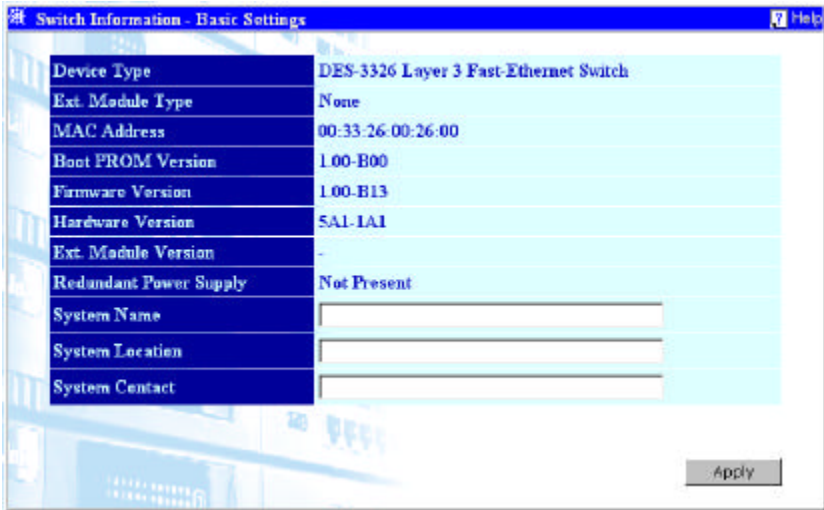 Switch Information - Basic Settings Help
Device Type DES-3326 Layer 3 Fast-Ethernet Switch
Ext. Module Type None
MAC Address 00:33:26:00:26:00
Boot PROM Version 1.00-B00
Firmware Version 1.00-B13
Hardware Version 5A1-1A1
Ext. Module Version -
Redundant Power Supply Not Present
System Name
System Location
System Contact
Apply